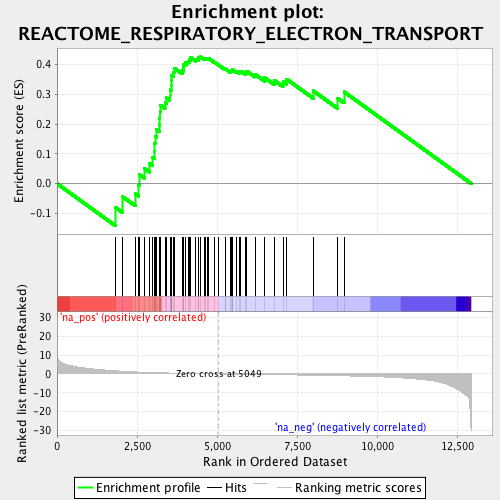 Enrichment plot:
REACTOME_RESPIRATORY_ELECTRON_TRANSPORT
Enrichment score (ES)
0.4
0.3
0.2
0.1
0.0
-0.1
'na_pos' (positively correlated)
Ranked list metric (PreRanked)
30
20
10
0
-10
-20
-30
Zero cross at 5049
'na_neg' (negatively correlated)
0
2,500
5,000
7,500
10,000
12,500
Rank in Ordered Dataset
Enrichment profile
Hits
Ranking metric scores